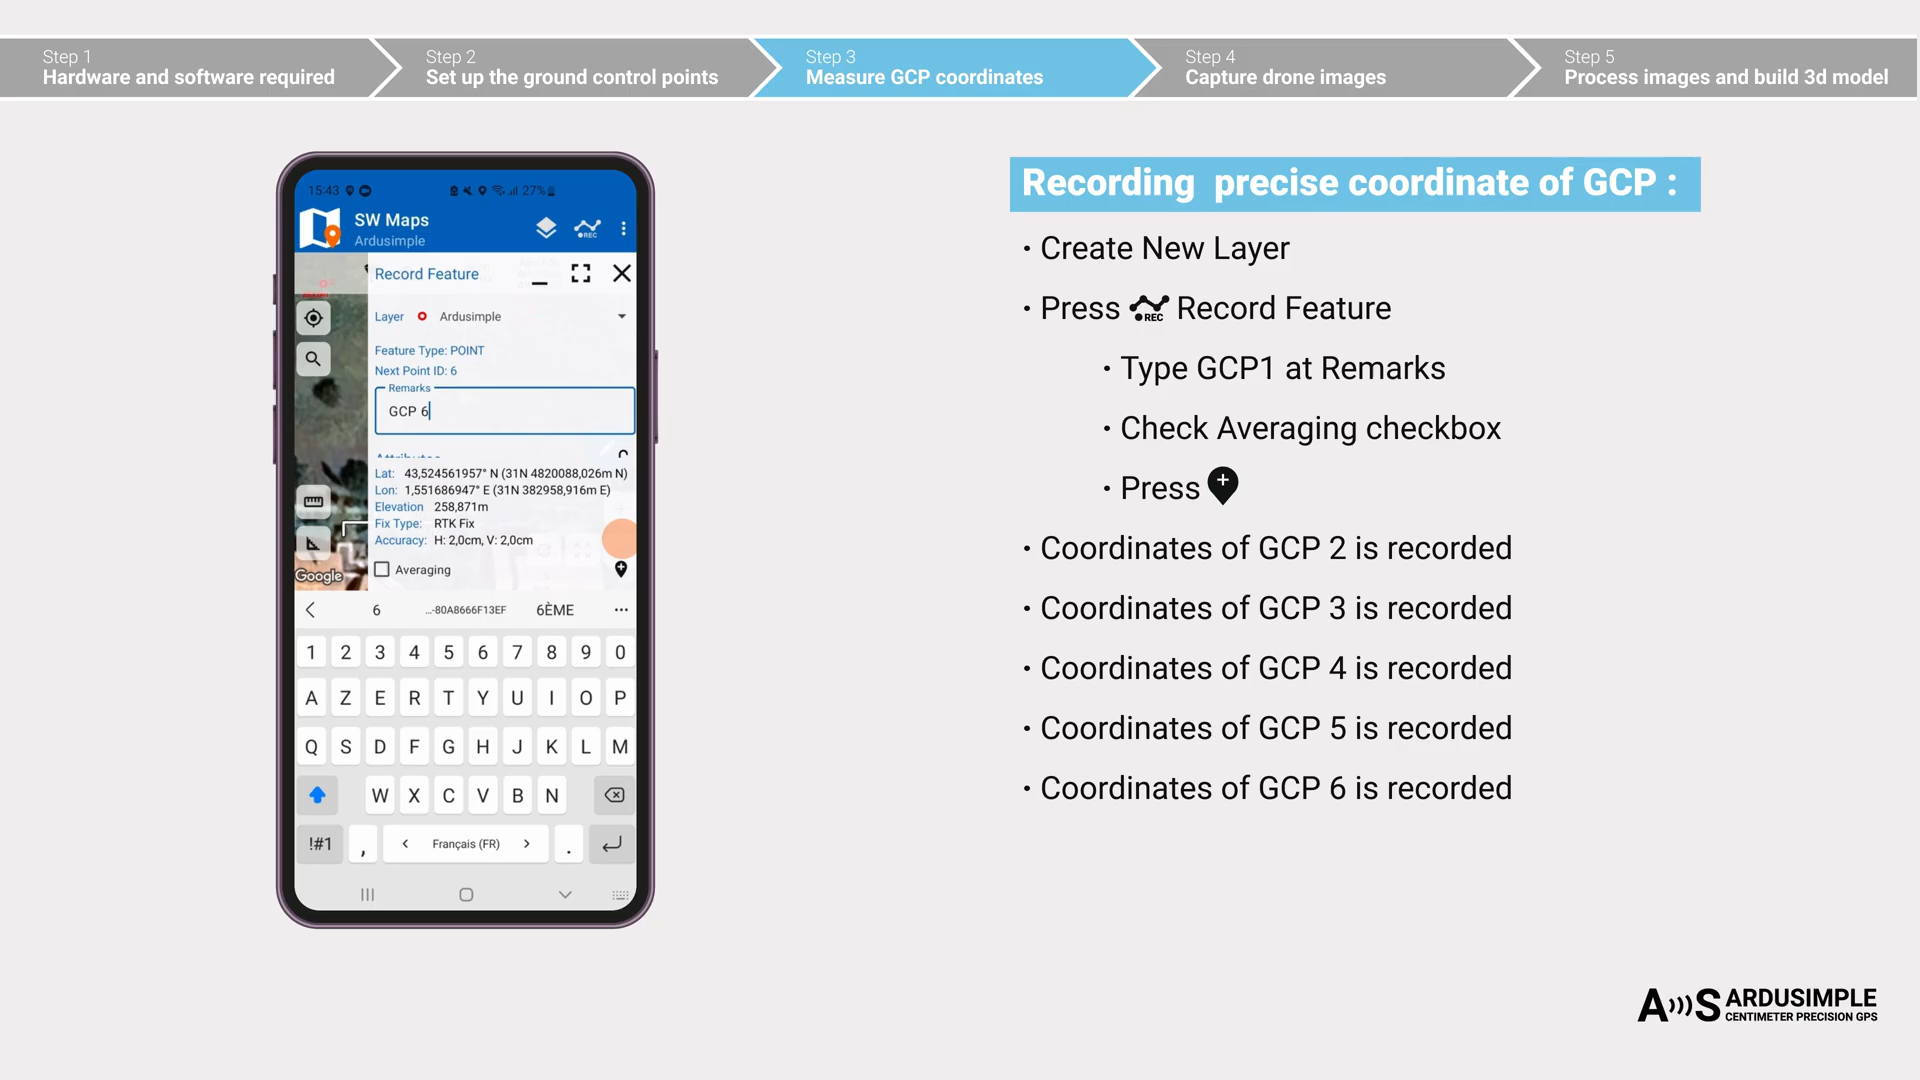 Step 1
Hardware and software required
Step 2
Set up the ground control points
Step 3
Measure GCP coordinates
Step 4
Capture drone images
Step 5
Process images and build 3d model
15:43
27%
SW Maps
Ardusimple
REC
Record Feature
Layer Ardusimple
Feature Type: POINT
Next Point ID: 6
Remarks
GCP 6
Attributes
Lat: 43,524561957° N (31N 4820088,026m N)
Lon: 1,551686947° E (31N 382958,916m E)
Elevation 258,871m
Fix Type: RTK Fix
Accuracy: H: 2,0cm, V: 2,0cm
Averaging
Google
6 ...-80A8666F13EF 6ÈME ...
1 2 3 4 5 6 7 8 9 0
A Z E R T Y U I O P
Q S D F G H J K L M
W X C V B N
!#1 , < Français (FR) > .
Recording precise coordinate of GCP :
· Create New Layer
· Press REC Record Feature
· Type GCP1 at Remarks
· Check Averaging checkbox
· Press
· Coordinates of GCP 2 is recorded
· Coordinates of GCP 3 is recorded
· Coordinates of GCP 4 is recorded
· Coordinates of GCP 5 is recorded
· Coordinates of GCP 6 is recorded
A S ARDUSIMPLE
CENTIMETER PRECISION GPS